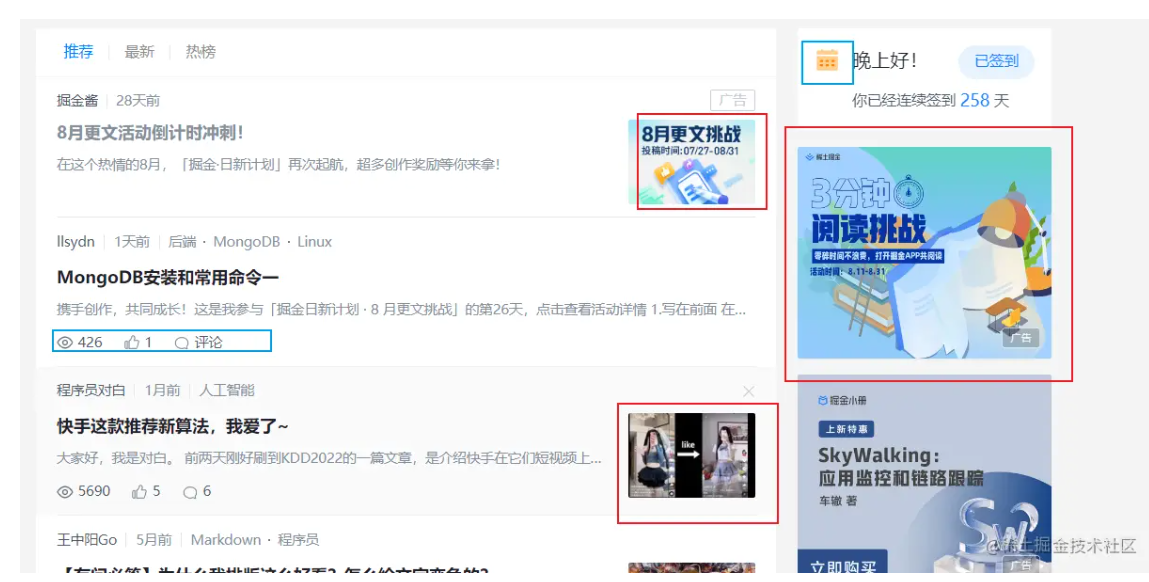 推荐 最新 热榜
掘金酱 28天前 广告
8月更文活动倒计时冲刺!
在这个热情的8月,「掘金·日新计划」再次起航,超多创作奖励等你来拿!
8月更文挑战
投稿时间:07/27-08/31
llsydn 1天前 后端 · MongoDB · Linux
MongoDB安装和常用命令一
携手创作,共同成长!这是我参与「掘金日新计划 · 8 月更文挑战」的第26天,点击查看活动详情 1.写在前面 在...
426 1 评论
程序员对白 1月前 人工智能
快手这款推荐新算法,我爱了~
大家好,我是对白。 前两天刚好刷到KDD2022的一篇文章,是介绍快手在它们短视频上...
like
5690 5 6
王中阳Go 5月前 Markdown · 程序员
晚上好! 已签到
你已经连续签到 258 天
稀土掘金
3分钟
阅读挑战
零碎时间不浪费,打开掘金APP共阅读
活动时间:8.11-8.31
广告
掘金小册
上新特惠
SkyWalking:
应用监控和链路跟踪
车辙 著
立即购买
广告
@稀土掘金技术社区